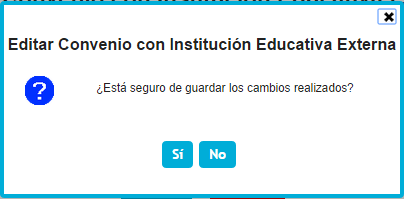 Editar Convenio con Institución Educativa Externa
¿Está seguro de guardar los cambios realizados?
Sí No